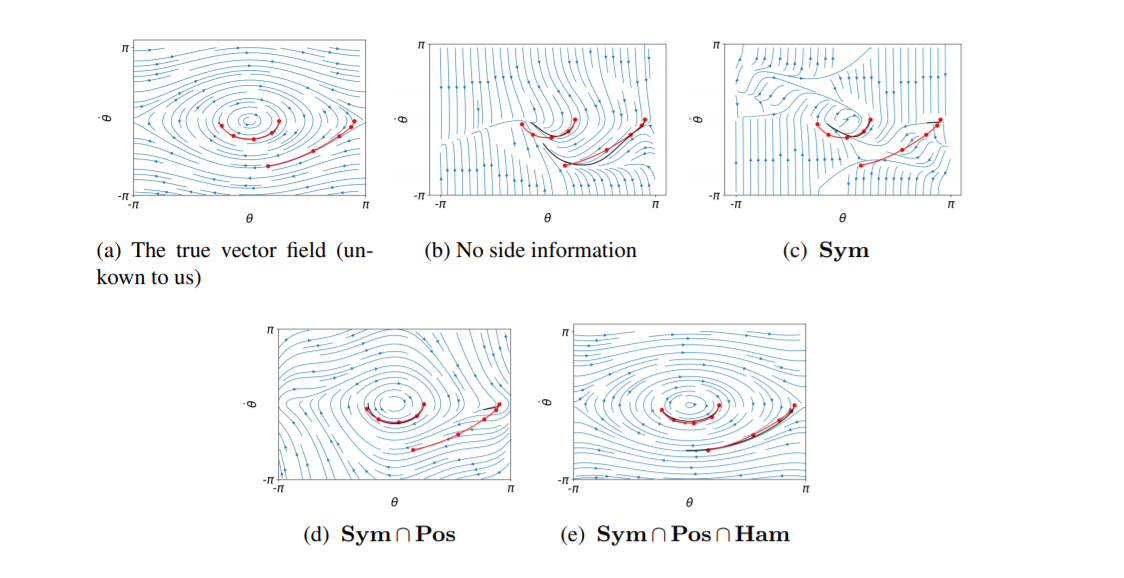 π
θ̇
-π
-π
π
θ
(a) The true vector field (un-
kown to us)
π
θ̇
-π
-π
π
θ
(b) No side information
π
θ̇
-π
-π
π
θ
(c) Sym
π
θ̇
-π
-π
π
θ
(d) Sym∩Pos
π
θ̇
-π
-π
π
θ
(e) Sym∩Pos∩Ham